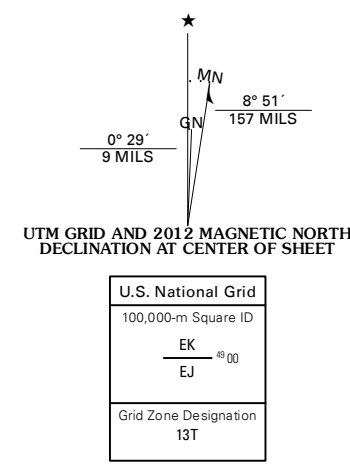 ★
MN
8° 51´
157 MILS
GN
0° 29´
9 MILS
UTM GRID AND 2012 MAGNETIC NORTH
DECLINATION AT CENTER OF SHEET
U.S. National Grid
100,000-m Square ID
EK
49 00
EJ
Grid Zone Designation
13T